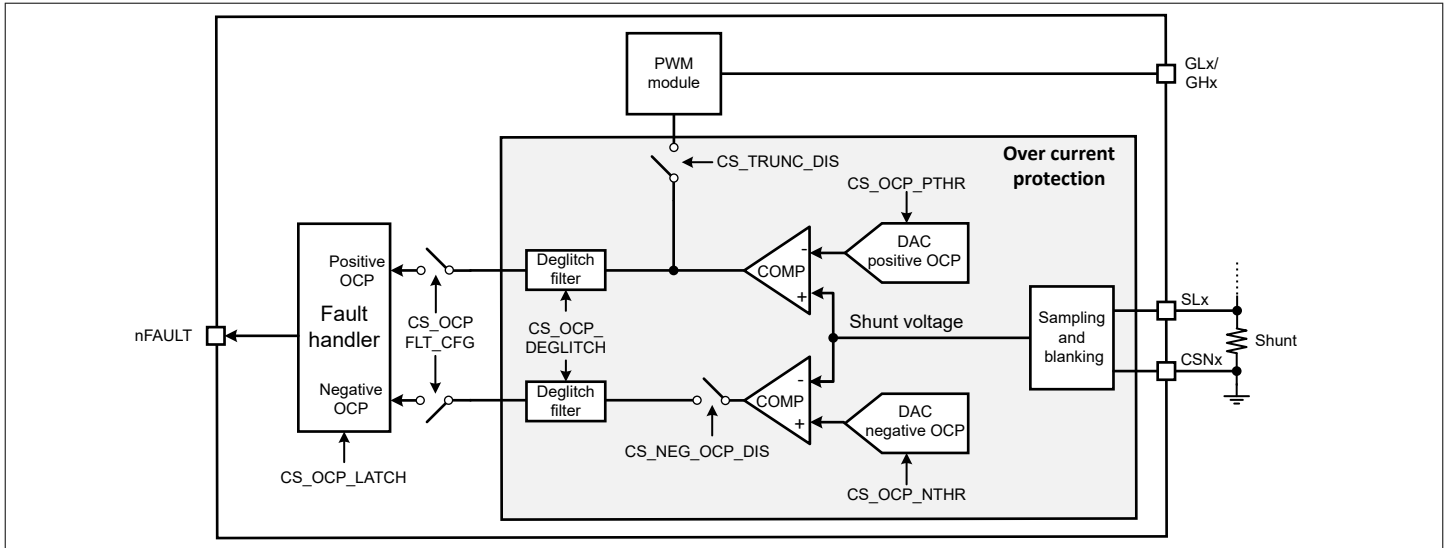 PWM
module
GLx/
GHx
CS_TRUNC_DIS
Over current
protection
CS_OCP_PTHR
DAC
positive OCP
-
COMP
+
Deglitch
filter
Positive
OCP
Fault
handler
nFAULT
CS_OCP
FLT_CFG
CS_OCP_
DEGLITCH
Shunt voltage
Sampling
and
blanking
SLx
Shunt
CSNx
Negative
OCP
Deglitch
filter
-
COMP
+
DAC
negative OCP
CS_NEG_OCP_DIS
CS_OCP_LATCH
CS_OCP_NTHR